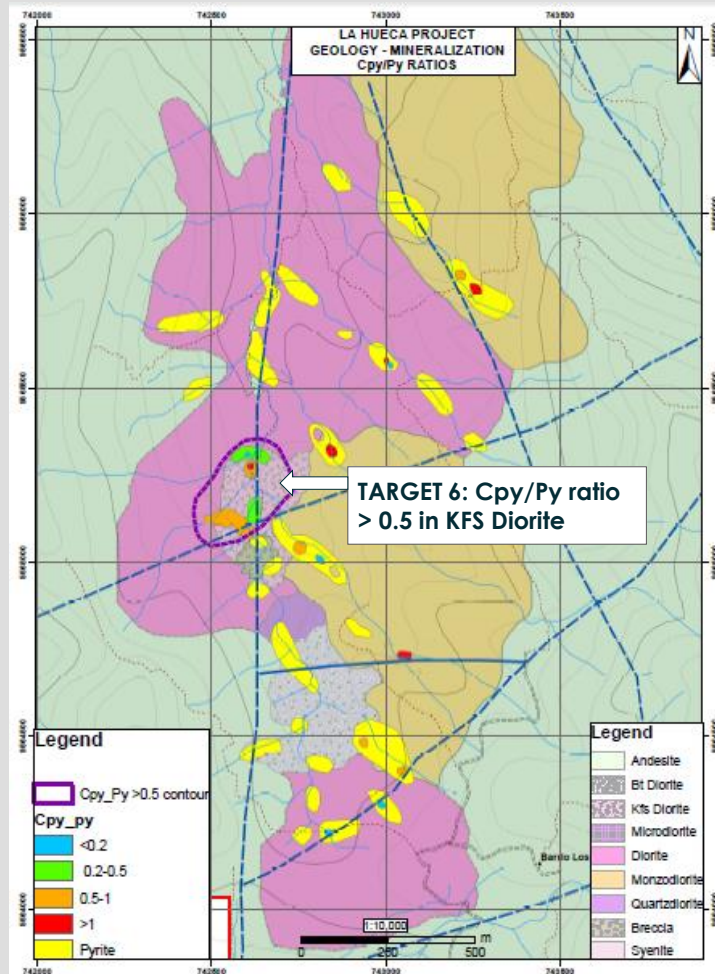 742000 742500 743000 743500
LA HUECA PROJECT
GEOLOGY - MINERALIZATION
Cpy/Py RATIOS
N
TARGET 6: Cpy/Py ratio
> 0.5 in KFS Diorite
Legend
Cpy_Py >0.5 contour
Cpy_py
<0.2
0.2-0.5
0.5-1
>1
Pyrite
Barrio Los
1:10,000
0 250 500
m
Legend
Andesite
Bt Diorite
Kfs Diorite
Microdiorite
Diorite
Monzodiorite
Quartzdiorite
Breccia
Syenite
742000 742500 743000 743500